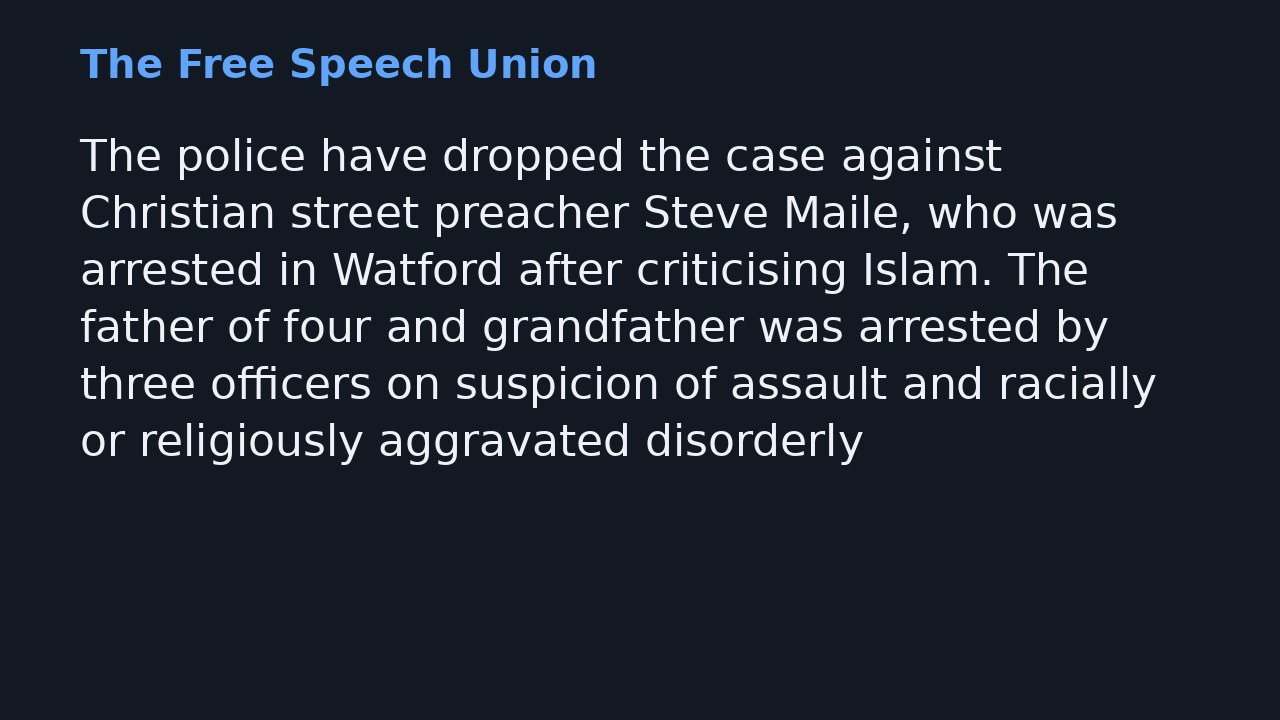 The Free Speech Union
The police have dropped the case against
Christian street preacher Steve Maile, who was
arrested in Watford after criticising Islam. The
father of four and grandfather was arrested by
three officers on suspicion of assault and racially
or religiously aggravated disorderly